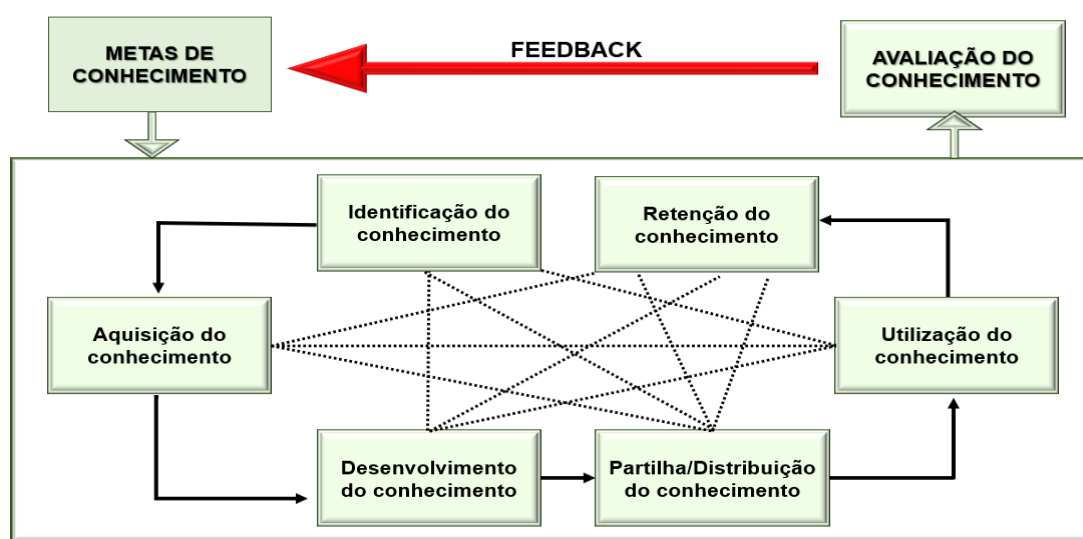 METAS DE
CONHECIMENTO
FEEDBACK
AVALIAÇÃO DO
CONHECIMENTO
Identificação do
conhecimento
Retenção do
conhecimento
Aquisição do
conhecimento
Utilização do
conhecimento
Desenvolvimento
do conhecimento
Partilha/Distribuição
do conhecimento